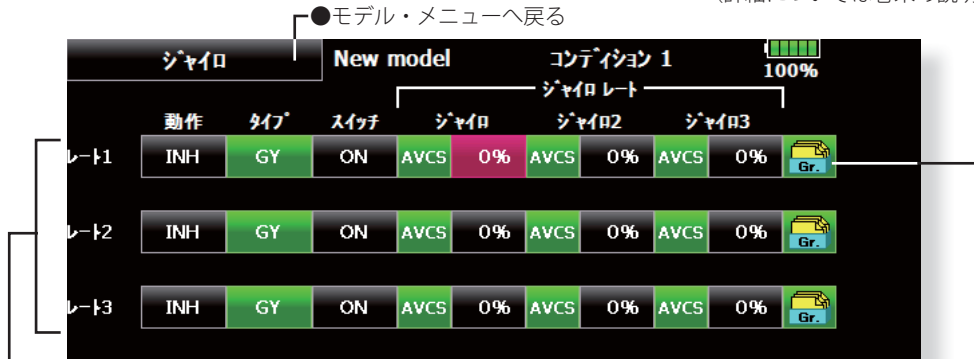 ●モデル・メニューへ戻る
ジャイロ New model コンディション 1 100%
ジャイロ レート
動作 タイプ スイッチ ジャイロ ジャイロ2 ジャイロ3
レート1 INH GY ON AVCS 0% AVCS 0% AVCS 0% Gr.
レート2 INH GY ON AVCS 0% AVCS 0% AVCS 0% Gr.
レート3 INH GY ON AVCS 0% AVCS 0% AVCS 0% Gr.